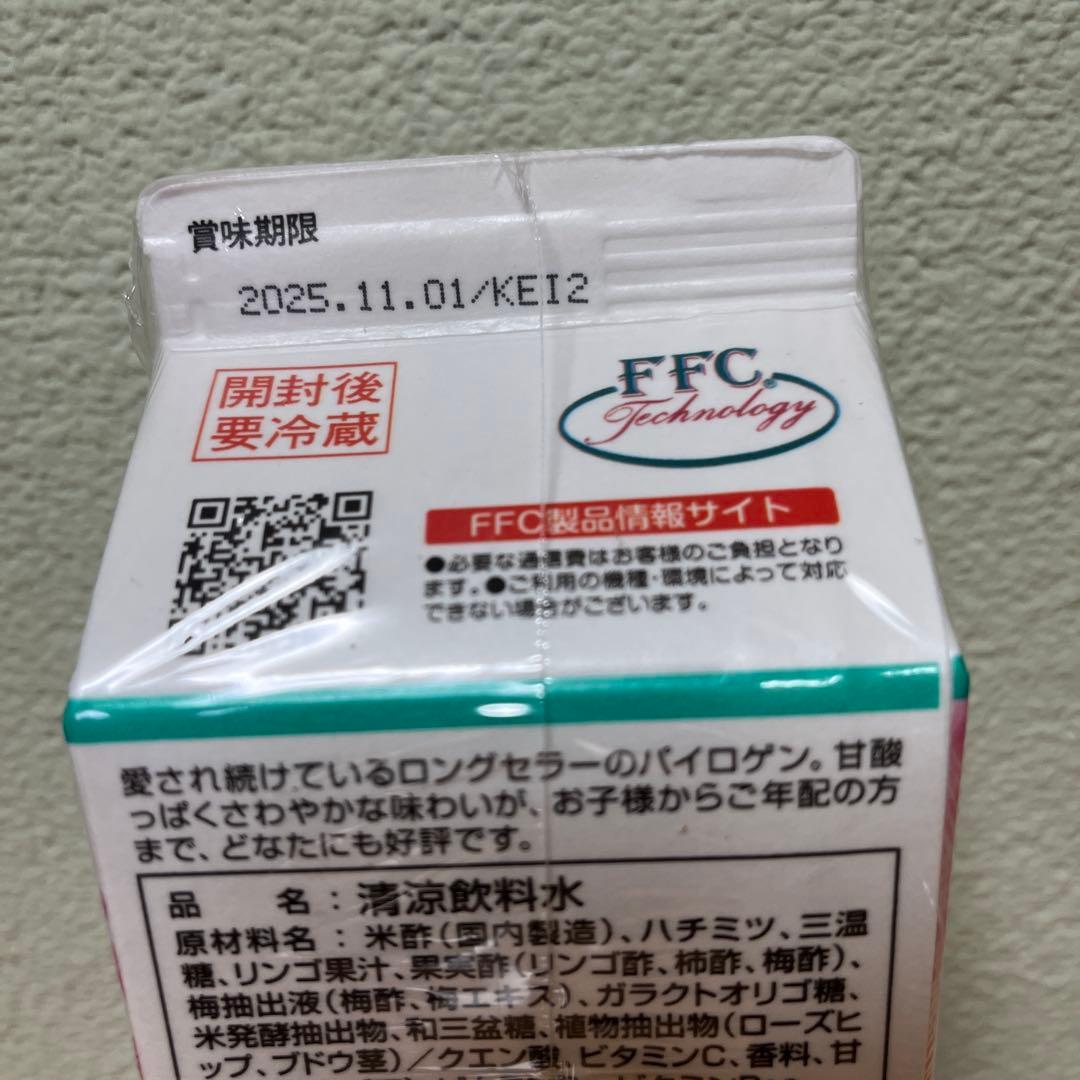 賞味期限
2025.11.01/KEI2
開封後
要冷蔵
FFC®
Technology
FFC製品情報サイト
●必要な通信費はお客様のご負担となり
ます。●ご利用の機種・環境によって対応
できない場合がございます。
愛され続けているロングセラーのパイロゲン。甘酸
っぱくさわやかな味わいが、お子様からご年配の方
まで、どなたにも好評です。
品　　名：清涼飲料水
原材料名：米酢(国内製造)、ハチミツ、三温
糖、リンゴ果汁、果実酢(リンゴ酢、柿酢、梅酢)、
梅抽出液(梅酢、梅エキス)、ガラクトオリゴ糖、
米発酵抽出物、和三盆糖、植物抽出物(ローズヒ
ップ、ブドウ茎)／クエン酸、ビタミンC、香料、甘